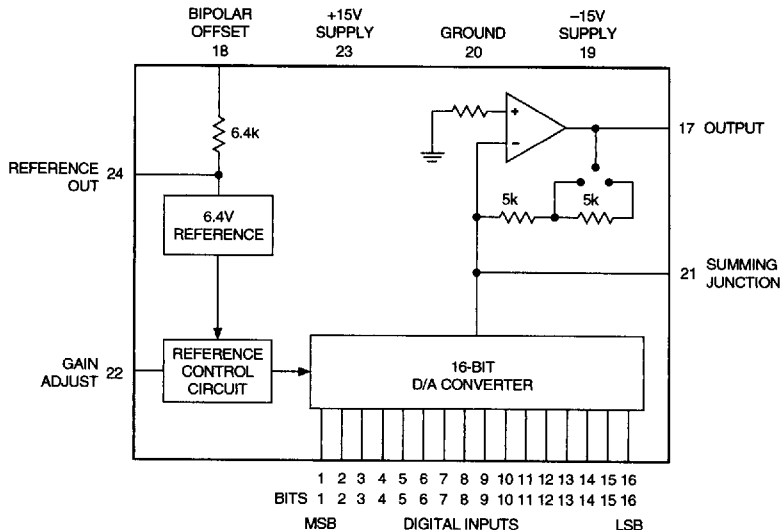 BIPOLAR OFFSET 18
+15V SUPPLY 23
GROUND 20
–15V SUPPLY 19
6.4k
REFERENCE OUT 24
6.4V REFERENCE
+
–
17 OUTPUT
5k
5k
21 SUMMING JUNCTION
GAIN ADJUST 22
REFERENCE CONTROL CIRCUIT
16-BIT D/A CONVERTER
1 2 3 4 5 6 7 8 9 10 11 12 13 14 15 16
BITS 1 2 3 4 5 6 7 8 9 10 11 12 13 14 15 16
MSB DIGITAL INPUTS LSB